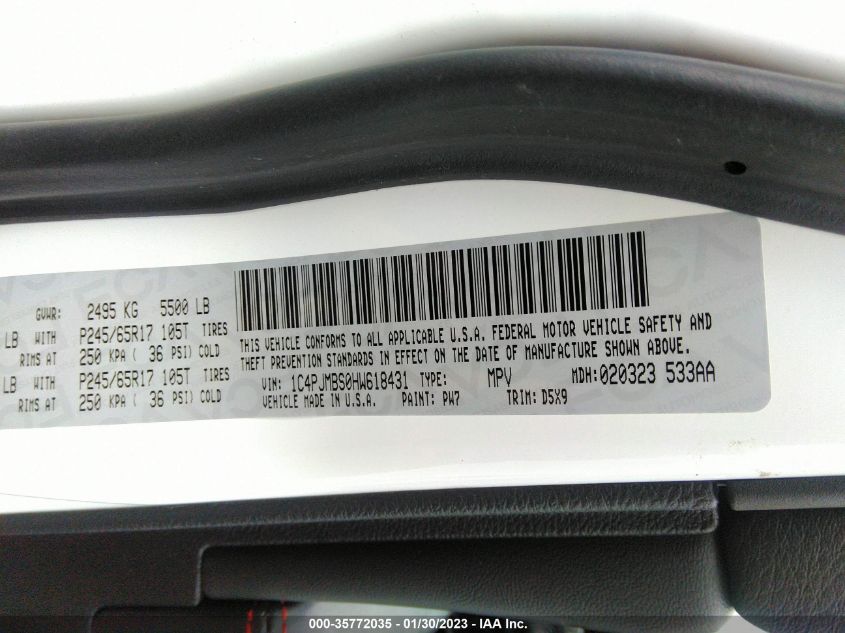 GVWR: 2495 KG 5500 LB
LB WITH P245/65R17 105T TIRES
RIMS AT 250 KPA ( 36 PSI) COLD
LB WITH P245/65R17 105T TIRES
RIMS AT 250 KPA ( 36 PSI) COLD
THIS VEHICLE CONFORMS TO ALL APPLICABLE U.S.A. FEDERAL MOTOR VEHICLE SAFETY AND
THEFT PREVENTION STANDARDS IN EFFECT ON THE DATE OF MANUFACTURE SHOWN ABOVE.
VIN: 1C4PJMBS0HW618431 TYPE: MPV MDH: 020323 533AA
VEHICLE MADE IN U.S.A. PAINT: PW7 TRIM: D5X9
000-35772035 - 01/30/2023 - IAA Inc.